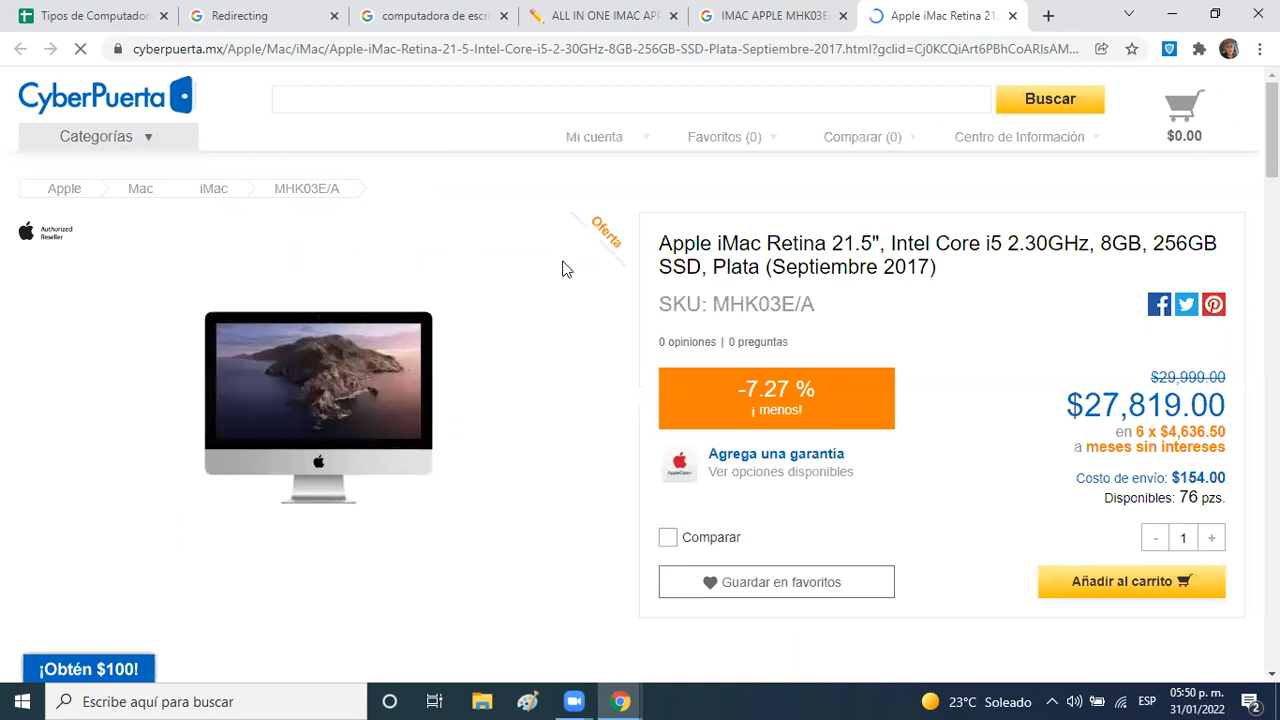 Tipos de Computador
Redirecting
computadora de escr
ALL IN ONE IMAC APP
IMAC APPLE MHK03E/
Apple iMac Retina 21.
cyberpuerta.mx/Apple/Mac/iMac/Apple-iMac-Retina-21-5-Intel-Core-i5-2-30GHz-8GB-256GB-SSD-Plata-Septiembre-2017.html?gclid=Cj0KCQiArt6PBhCoARIsAM...
CyberPuerta
Buscar
$0.00
Categorías
Mi cuenta
Favoritos (0)
Comparar (0)
Centro de Información
Apple
Mac
iMac
MHK03E/A
Authorized
Reseller
Oferta
Apple iMac Retina 21.5", Intel Core i5 2.30GHz, 8GB, 256GB
SSD, Plata (Septiembre 2017)
SKU: MHK03E/A
0 opiniones | 0 preguntas
-7.27 %
¡ menos!
$29,999.00
$27,819.00
en 6 x $4,636.50
a meses sin intereses
Agrega una garantía
Ver opciones disponibles
AppleCare+
Costo de envío: $154.00
Disponibles: 76 pzs.
Comparar
- 1 +
Guardar en favoritos
Añadir al carrito
¡Obtén $100!
Escribe aquí para buscar
23°C Soleado
ESP
05:50 p. m.
31/01/2022
2